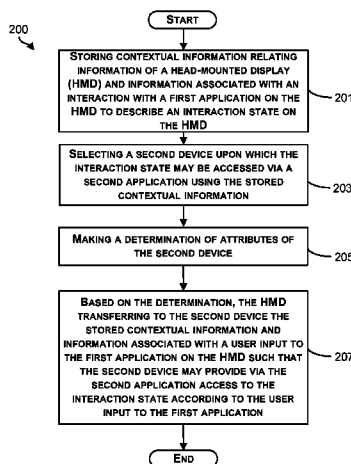 200
START
STORING CONTEXTUAL INFORMATION RELATING
INFORMATION OF A HEAD-MOUNTED DISPLAY
(HMD) AND INFORMATION ASSOCIATED WITH AN
INTERACTION WITH A FIRST APPLICATION ON THE
HMD TO DESCRIBE AN INTERACTION STATE ON
THE HMD
201
SELECTING A SECOND DEVICE UPON WHICH THE
INTERACTION STATE MAY BE ACCESSED VIA A
SECOND APPLICATION USING THE STORED
CONTEXTUAL INFORMATION
203
MAKING A DETERMINATION OF ATTRIBUTES OF
THE SECOND DEVICE
205
BASED ON THE DETERMINATION, THE HMD
TRANSFERRING TO THE SECOND DEVICE THE
STORED CONTEXTUAL INFORMATION AND
INFORMATION ASSOCIATED WITH A USER INPUT TO
THE FIRST APPLICATION ON THE HMD SUCH THAT
THE SECOND DEVICE MAY PROVIDE VIA THE
SECOND APPLICATION ACCESS TO THE
INTERACTION STATE ACCORDING TO THE USER
INPUT TO THE FIRST APPLICATION
207
END